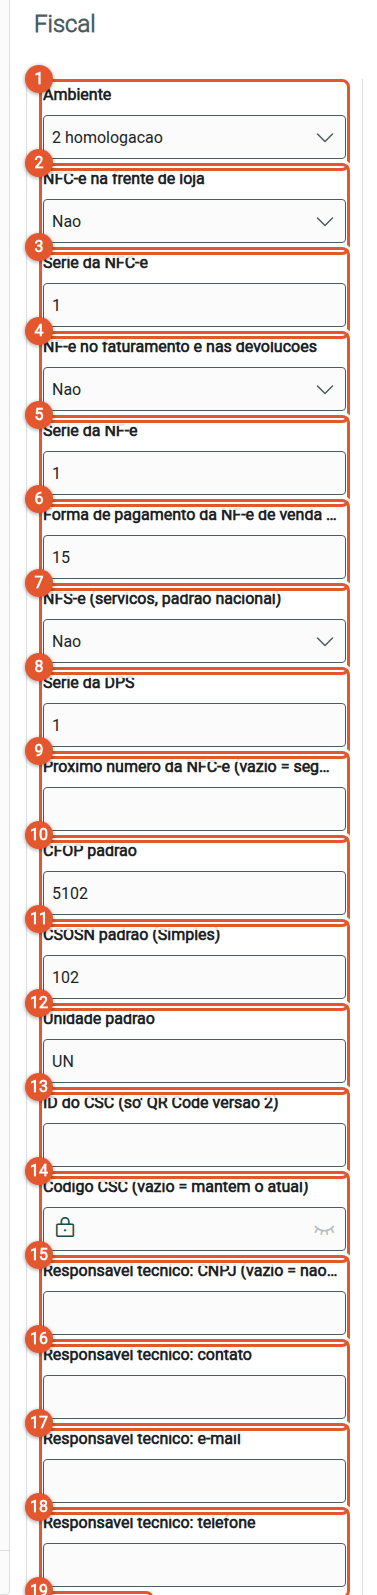 Fiscal
1
Ambiente
2 homologacao
2
NFC-e na frente de loja
Nao
3
Serie da NFC-e
1
4
NF-e no faturamento e nas devolucoes
Nao
5
Serie da NF-e
1
6
Forma de pagamento da NF-e de venda ...
15
7
NFS-e (servicos, padrao nacional)
Nao
8
Serie da DPS
1
9
Proximo numero da NFC-e (vazio = seg...
10
CFOP padrao
5102
11
CSOSN padrao (Simples)
102
12
Unidade padrao
UN
13
ID do CSC (so' QR Code versao 2)
14
Codigo CSC (vazio = mantem o atual)
15
Responsavel tecnico: CNPJ (vazio = nao...
16
Responsavel tecnico: contato
17
Responsavel tecnico: e-mail
18
Responsavel tecnico: telefone
19